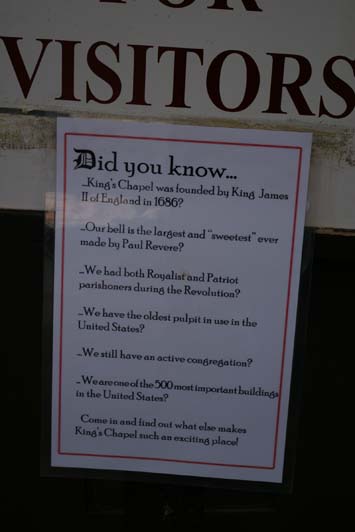 FOR
VISITORS
Did you know...
...King's Chapel was founded by King James
II of England in 1686?
...Our bell is the largest and "sweetest" ever
made by Paul Revere?
...We had both Royalist and Patriot
parishoners during the Revolution?
...We have the oldest pulpit in use in the
United States?
...We still have an active congregation?
...We are one of the 500 most important buildings
in the United States?
Come in and find out what else makes
King's Chapel such an exciting place!